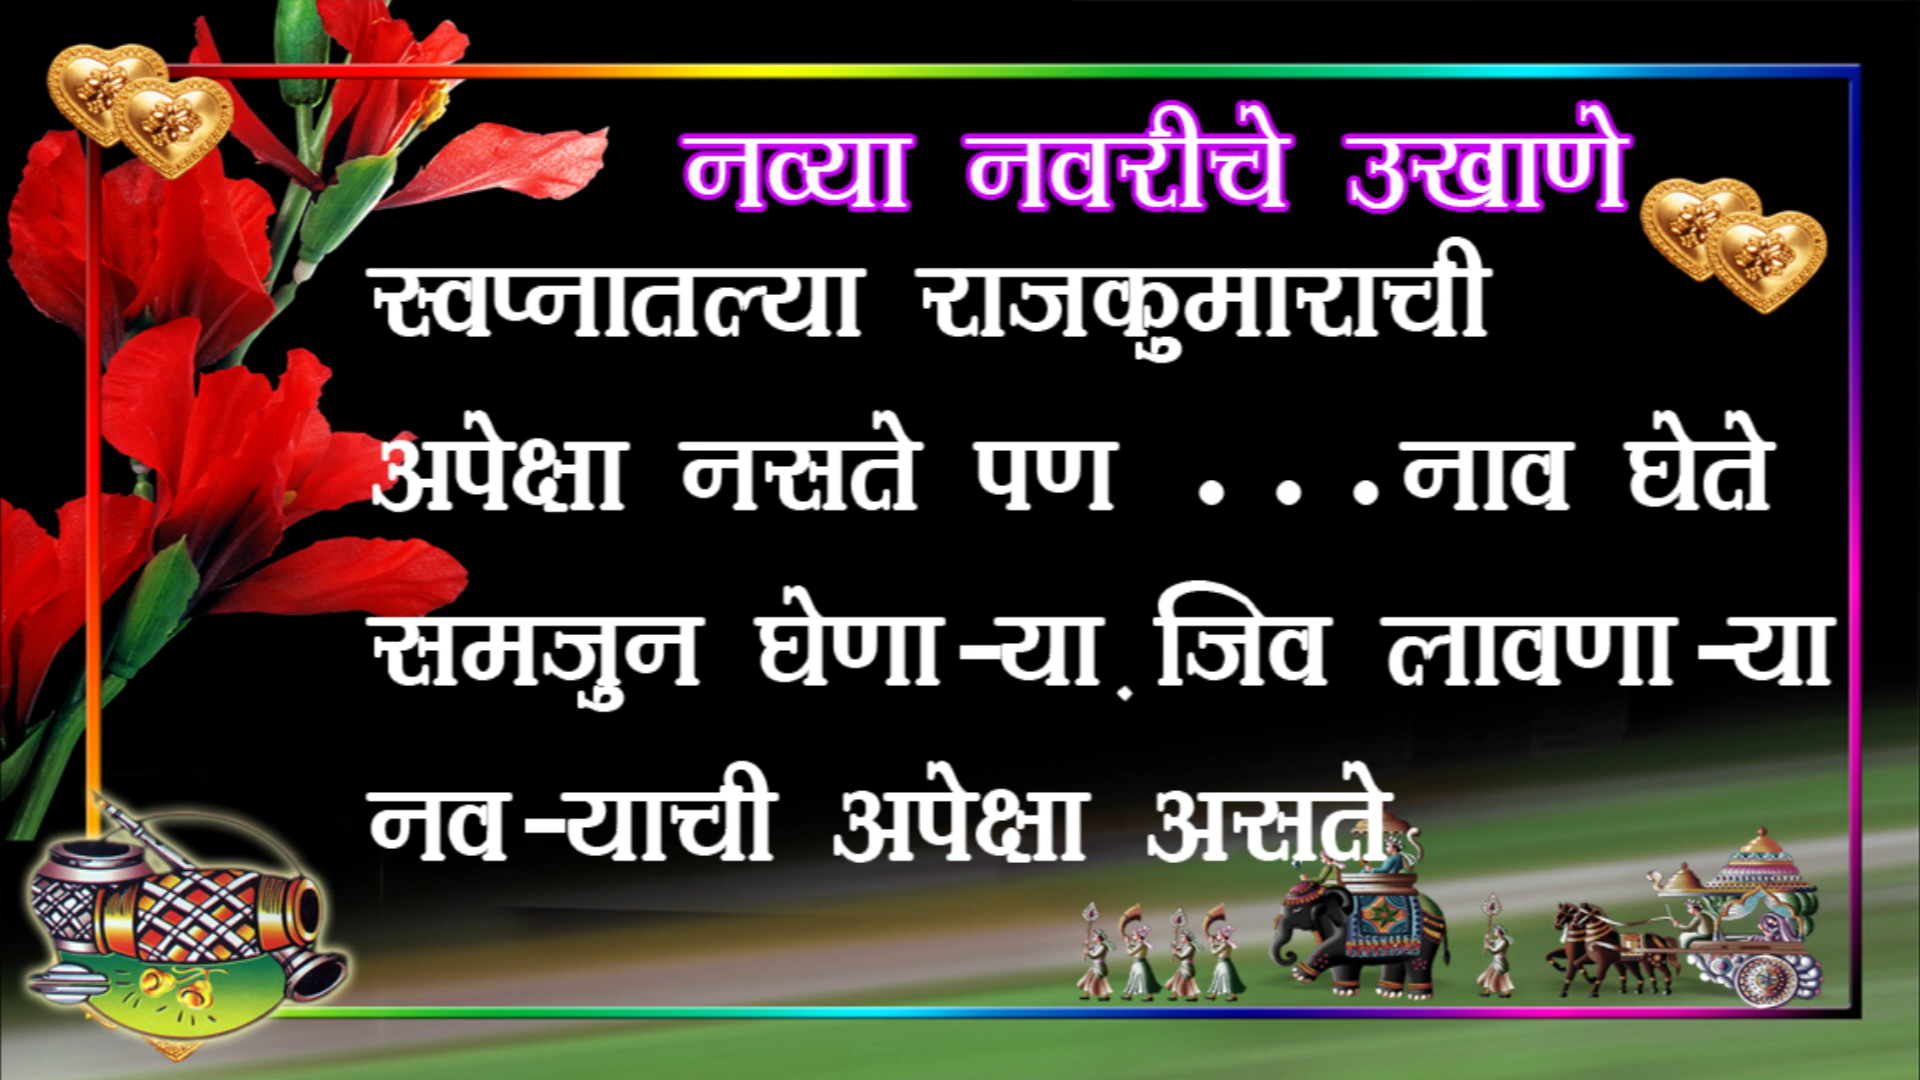 नव्या नवरीचे उखाणे
स्वप्नातल्या राजकुमाराची
अपेक्षा नसते पण ...नाव घेते
समजुन घेणा-या.जिव लावणा-या
नव-याची अपेक्षा असते